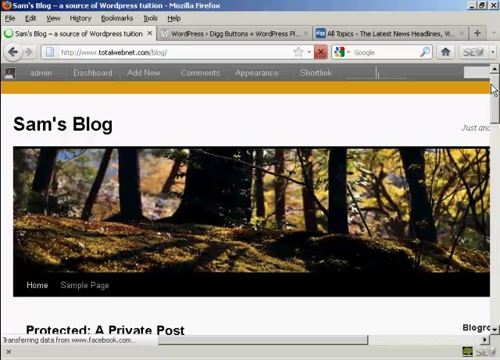 Sam's Blog – a source of Wordpress tuition - Mozilla Firefox
File Edit View History Bookmarks Tools Help
Sam's Blog – a source of Wordpress tuition
WordPress › Digg Buttons « WordPress Pl...
All Topics - The Latest News Headlines, Vi...
http://www.totalwebnet.com/blog/
Google
SEO
admin Dashboard Add New Comments Appearance Shortlink
Sam's Blog
Just an
Home Sample Page
Protected: A Private Post
Blogro
Transferring data from www.facebook.com...
SEO